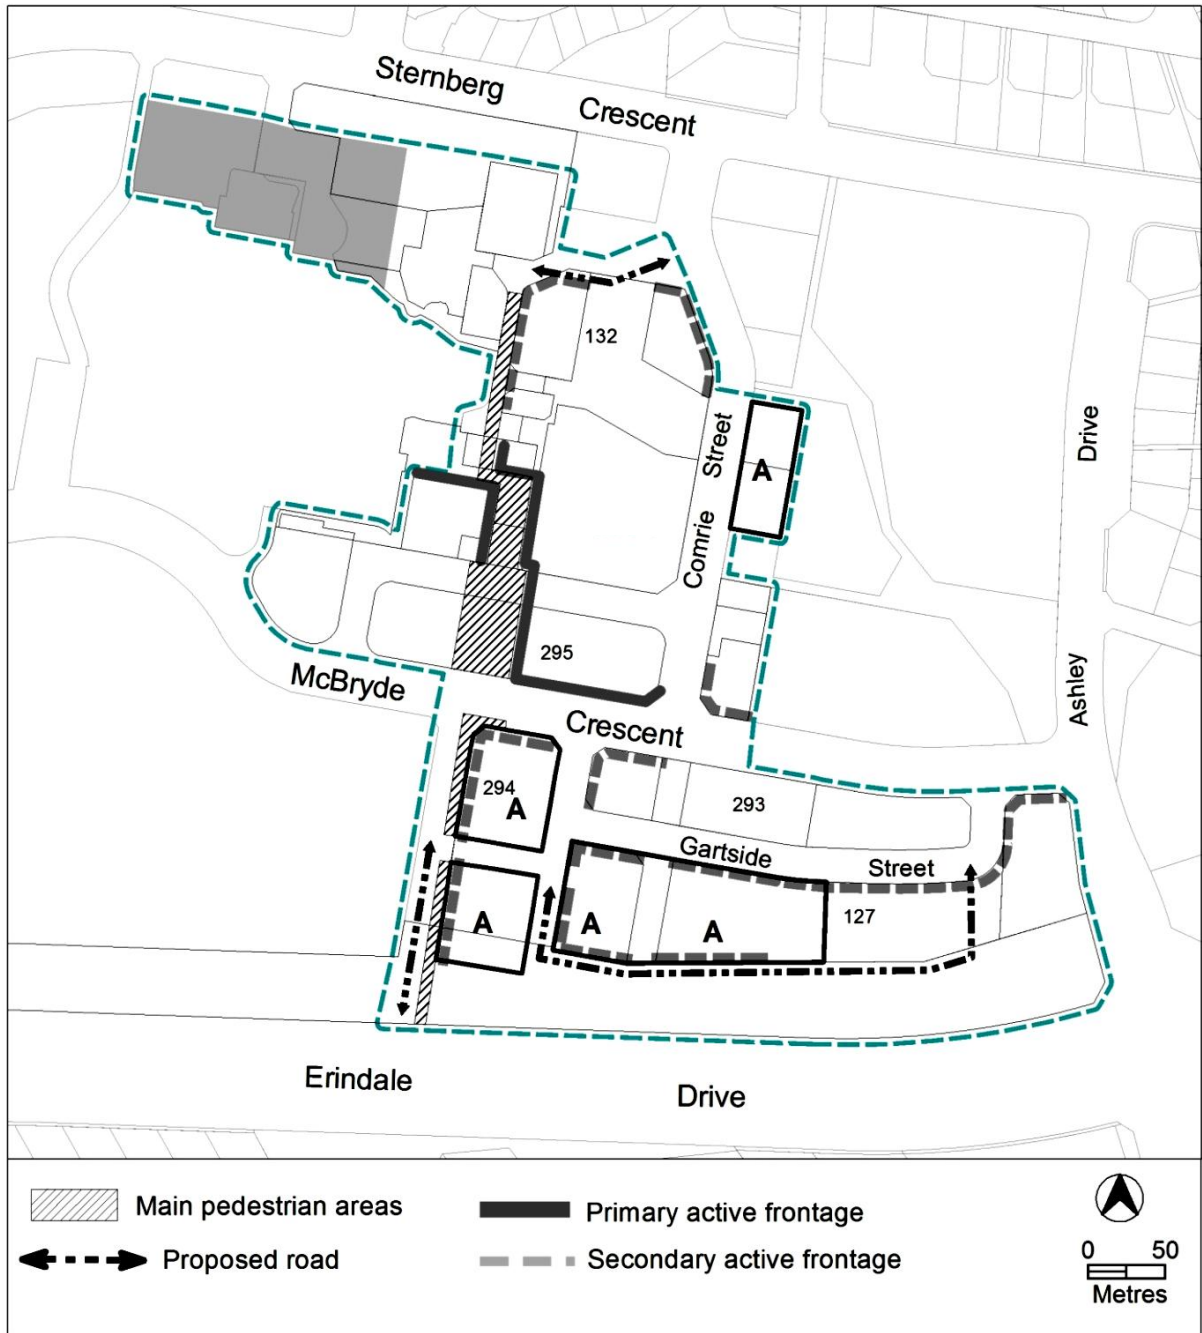 Sternberg
Crescent
132
Street
Drive
A
Comrie
295
McBryde
Ashley
Crescent
294
A
293
Gartside
Street
A
A
A
127
Erindale
Drive
Main pedestrian areas
Primary active frontage
Proposed road
Secondary active frontage
0 50
Metres